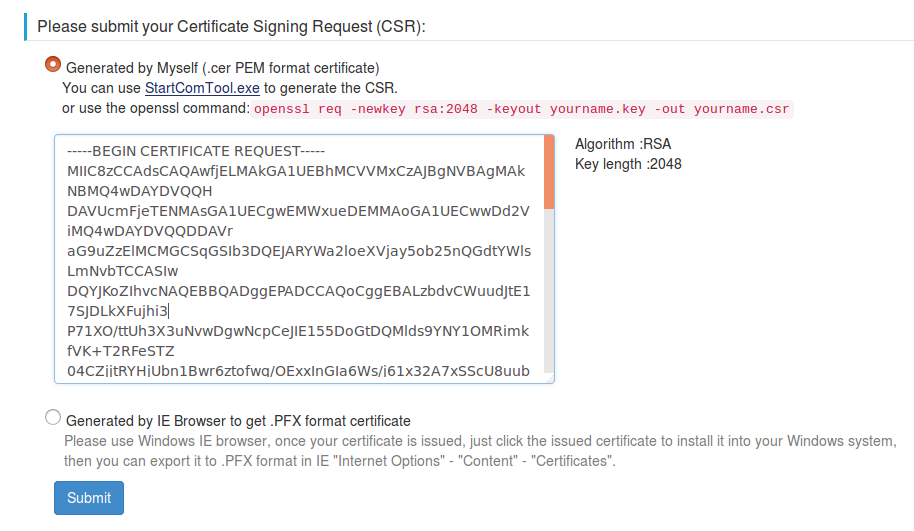 Please submit your Certificate Signing Request (CSR):
Generated by Myself (.cer PEM format certificate)
You can use StartComTool.exe to generate the CSR.
or use the openssl command: openssl req -newkey rsa:2048 -keyout yourname.key -out yourname.csr
-----BEGIN CERTIFICATE REQUEST-----
MIIC8zCCAdsCAQAwfjELMAkGA1UEBhMCVVMxCzAJBgNVBAgMAk
NBMQ4wDAYDVQQH
DAVUcmFjeTENMAsGA1UECgwEMWxueDEMMAoGA1UECwwDd2V
iMQ4wDAYDVQQDDAVr
aG9uZzElMCMGCSqGSIb3DQEJARYWa2loeXVjay5ob25nQGdtYWls
LmNvbTCCASIw
DQYJKoZIhvcNAQEBBQADggEPADCCAQoCggEBALzbdvCWuudJtE1
7SJDLkXFujhi3
P71XO/ttUh3X3uNvwDgwNcpCeJIE155DoGtDQMlds9YNY1OMRimk
fVK+T2RFeSTZ
04CZjjtRYHjUbn1Bwr6ztofwq/OExxInGIa6Ws/j61x32A7xSScU8uub
Algorithm :RSA
Key length :2048
Generated by IE Browser to get .PFX format certificate
Please use Windows IE browser, once your certificate is issued, just click the issued certificate to install it into your Windows system,
then you can export it to .PFX format in IE "Internet Options" - "Content" - "Certificates".
Submit